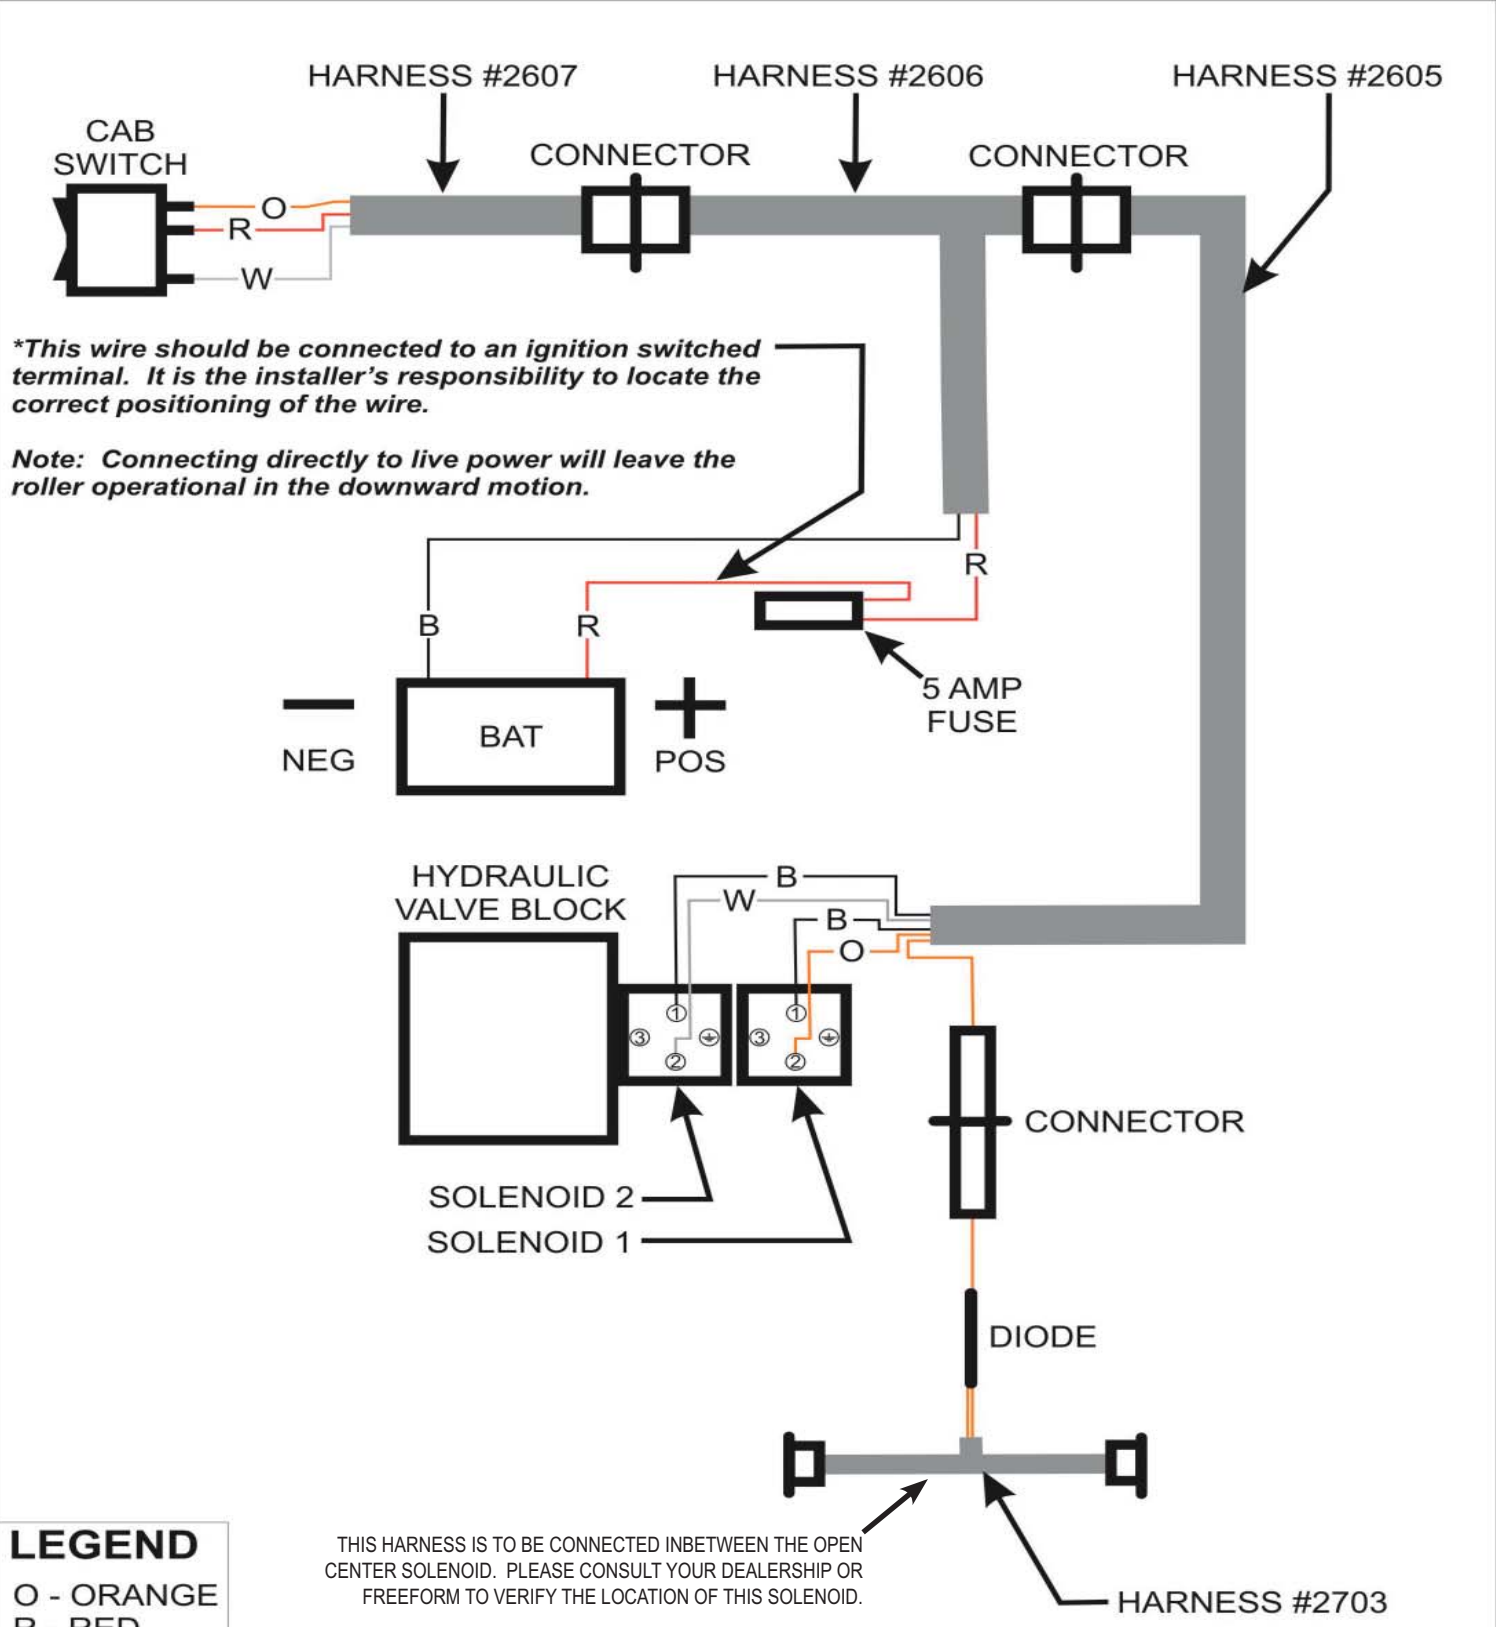 HARNESS #2607
HARNESS #2606
HARNESS #2605
CAB
SWITCH
CONNECTOR
CONNECTOR
O
R
W
*This wire should be connected to an ignition switched
terminal. It is the installer's responsibility to locate the
correct positioning of the wire.
Note: Connecting directly to live power will leave the
roller operational in the downward motion.
R
B
R
5 AMP
FUSE
NEG
BAT
POS
HYDRAULIC
VALVE BLOCK
B
W
B
O
1
3
2
1
3
2
CONNECTOR
SOLENOID 2
SOLENOID 1
DIODE
THIS HARNESS IS TO BE CONNECTED INBETWEEN THE OPEN
CENTER SOLENOID. PLEASE CONSULT YOUR DEALERSHIP OR
FREEFORM TO VERIFY THE LOCATION OF THIS SOLENOID.
HARNESS #2703
LEGEND
O - ORANGE
R - RED